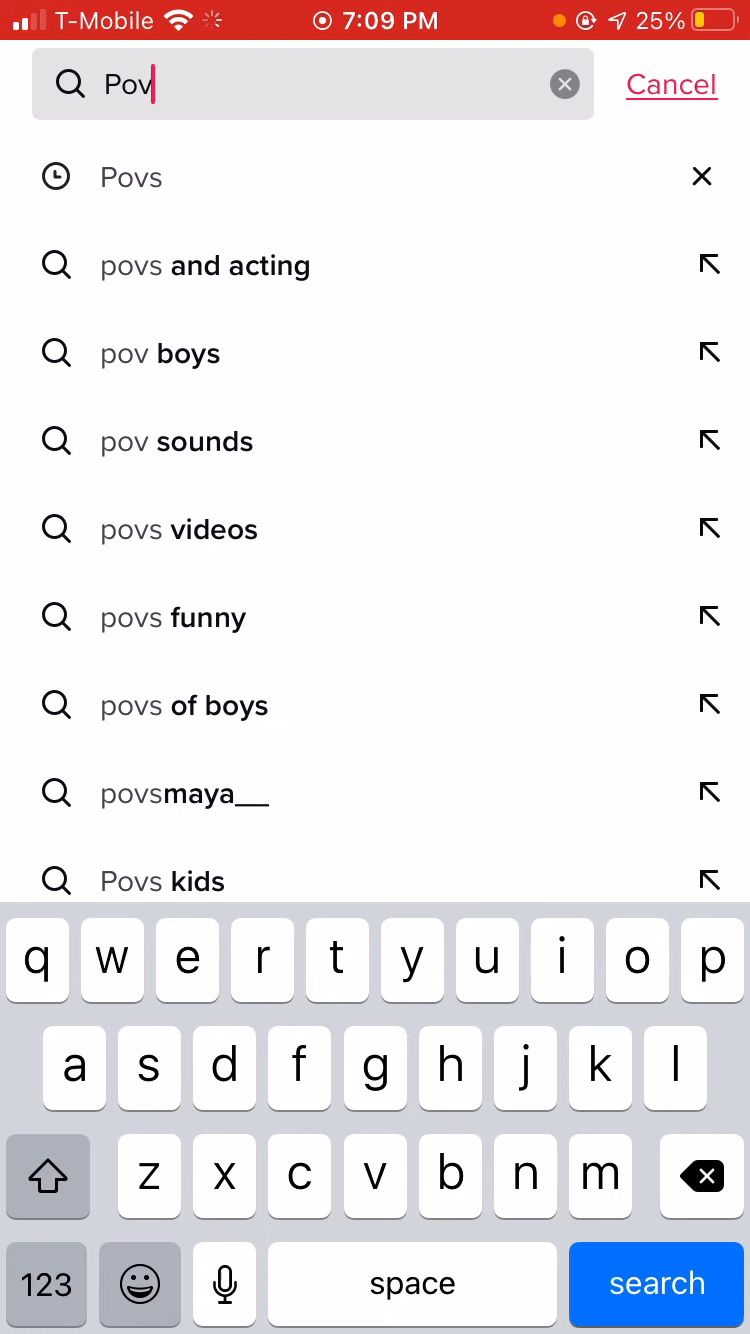 T-Mobile 7:09 PM 25%
Pov Cancel
Povs
povs and acting
pov boys
pov sounds
povs videos
povs funny
povs of boys
povsmaya__
Povs kids
q w e r t y u i o p
a s d f g h j k l
z x c v b n m
123 space search